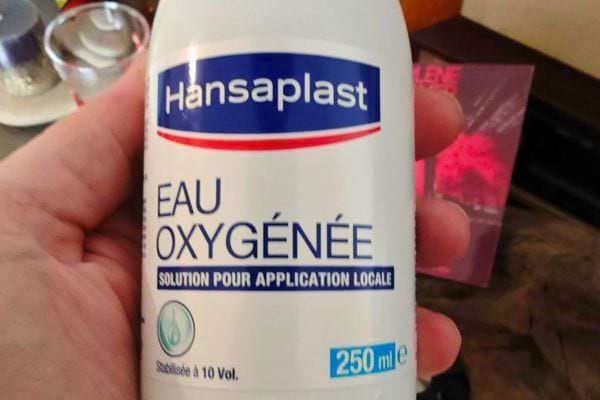 Hansaplast
EAU
OXYGÉNÉE
SOLUTION POUR APPLICATION LOCALE
Stabilisée à 10 Vol.
250 ml e